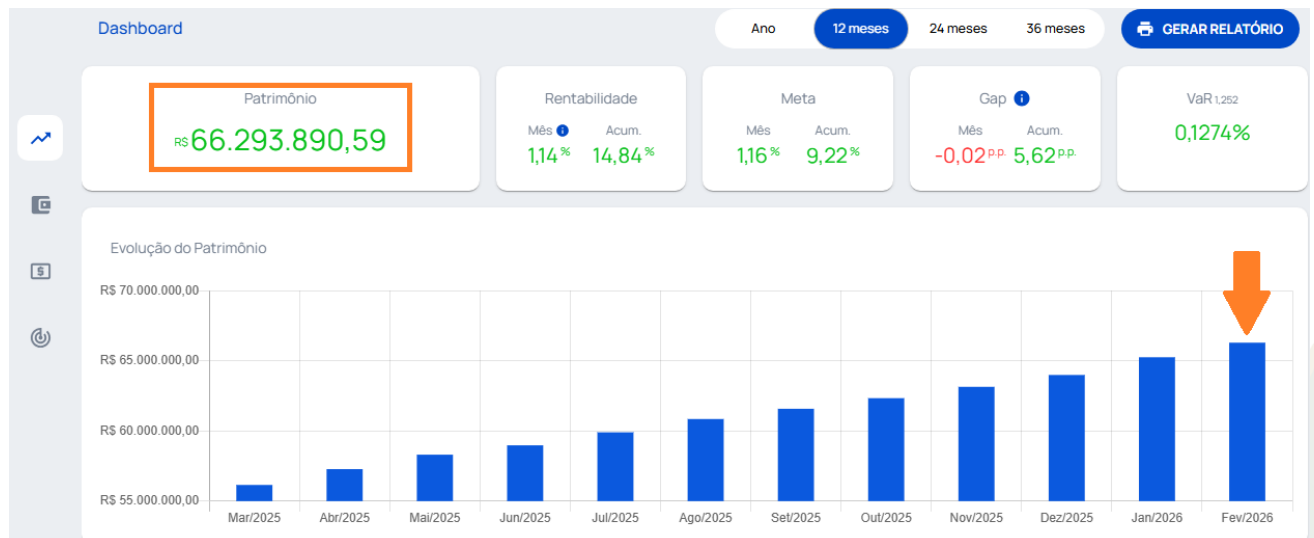 Dashboard
Ano 12 meses 24 meses 36 meses
GERAR RELATÓRIO
Patrimônio
R$ 66.293.890,59
Rentabilidade
Mês Acum.
1,14 % 14,84 %
Meta
Mês Acum.
1,16 % 9,22 %
Gap
Mês Acum.
-0,02 p.p. 5,62 p.p.
VaR 1,252
0,1274%
Evolução do Patrimônio
R$ 70.000.000,00
R$ 65.000.000,00
R$ 60.000.000,00
R$ 55.000.000,00
Mar/2025 Abr/2025 Mai/2025 Jun/2025 Jul/2025 Ago/2025 Set/2025 Out/2025 Nov/2025 Dez/2025 Jan/2026 Fev/2026